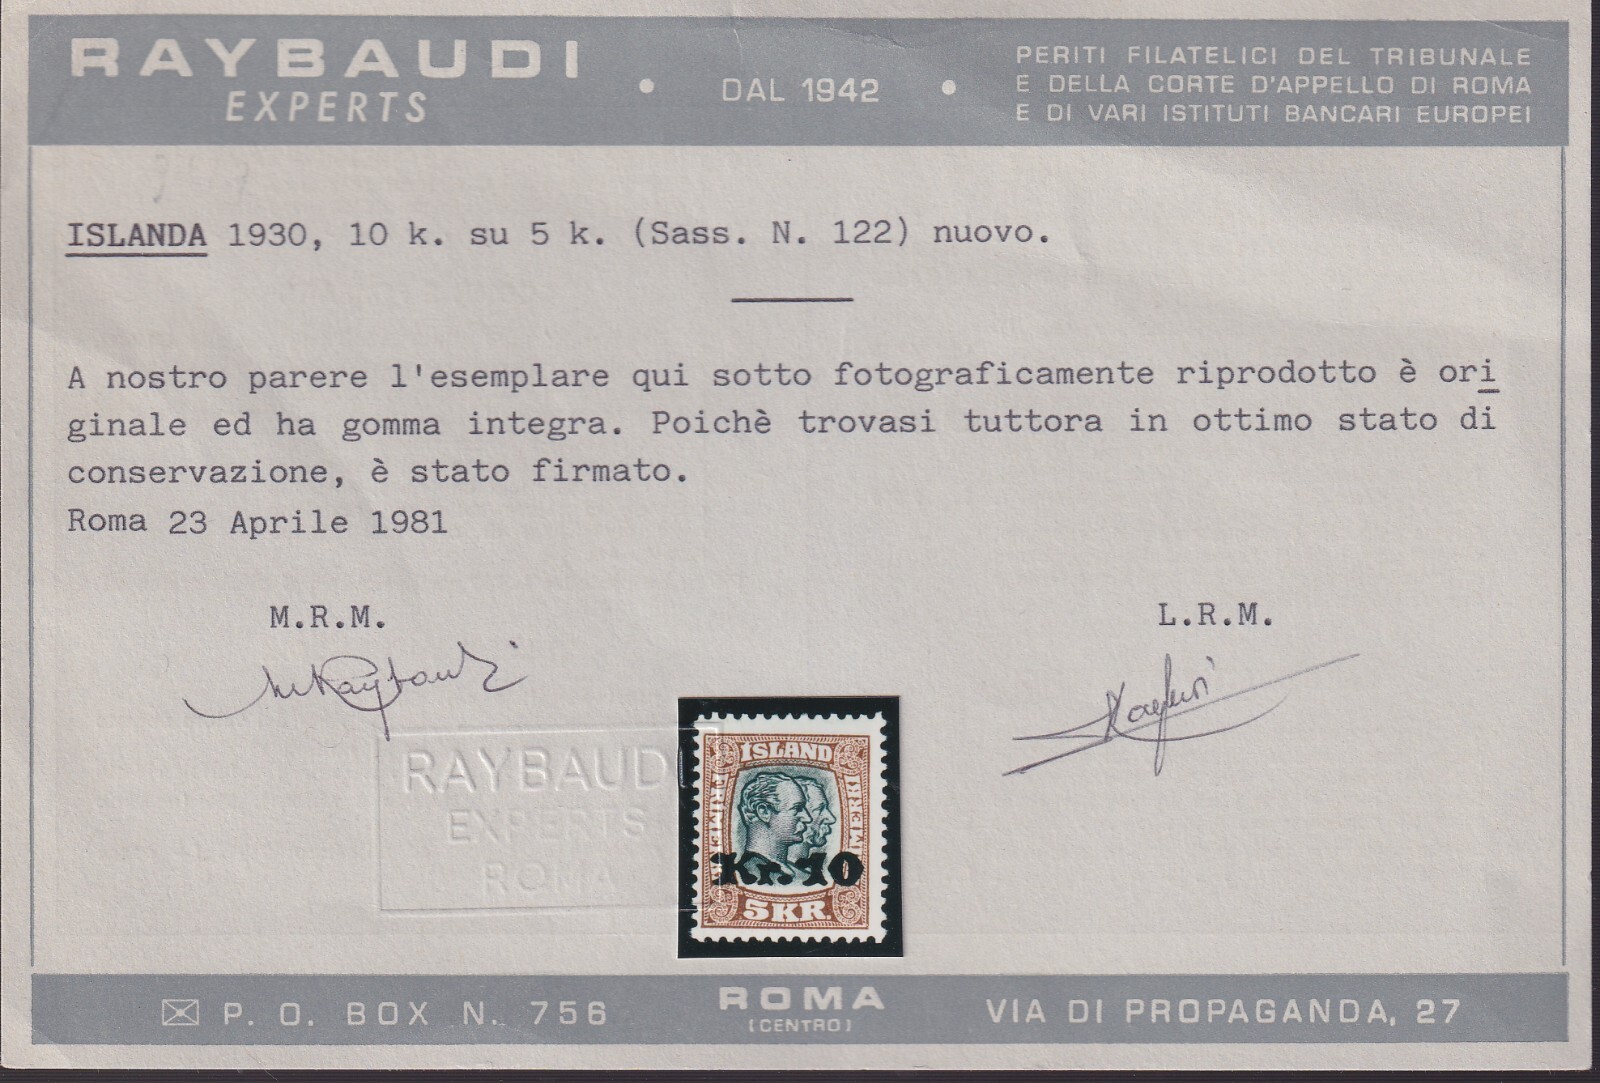 RAYBAUDI
EXPERTS
DAL 1942
PERITI FILATELICI DEL TRIBUNALE
E DELLA CORTE D'APPELLO DI ROMA
E DI VARI ISTITUTI BANCARI EUROPEI
ISLANDA 1930, 10 k. su 5 k. (Sass. N. 122) nuovo.
A nostro parere l'esemplare qui sotto fotograficamente riprodotto è ori
ginale ed ha gomma integra. Poichè trovasi tuttora in ottimo stato di
conservazione, è stato firmato.
Roma 23 Aprile 1981
M.R.M.
L.R.M.
RAYBAUDI
EXPERTS
ROMA
ÍSLAND
FRÍMERKI
Kr. 10
5 KR.
P. O. BOX N. 756
ROMA
(CENTRO)
VIA DI PROPAGANDA, 27